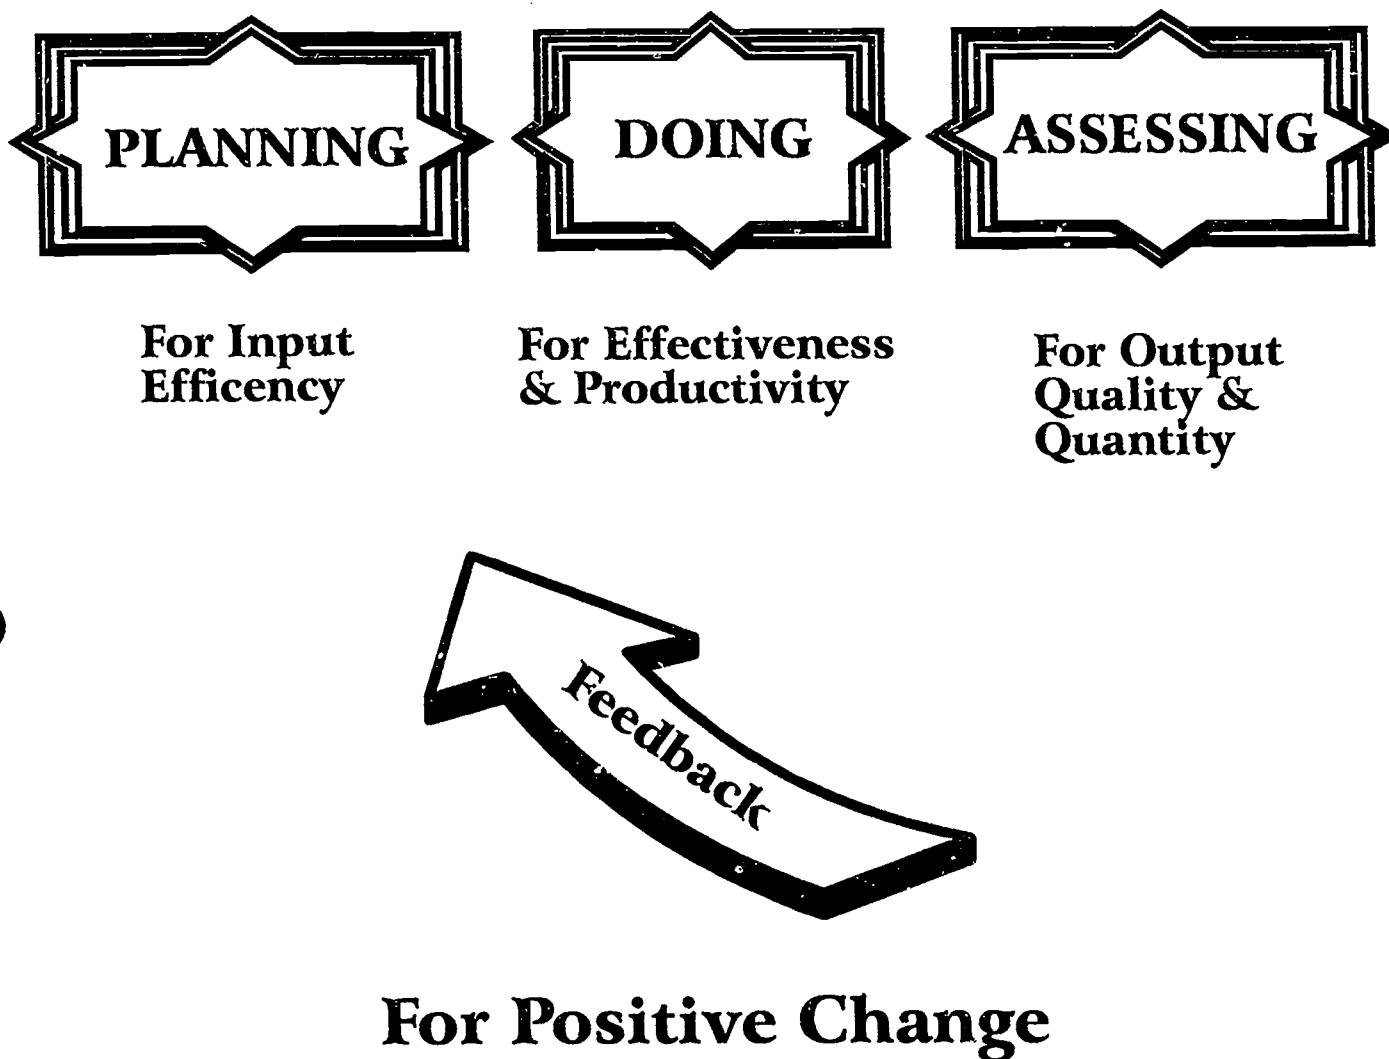 PLANNING
DOING
ASSESSING
For Input
Efficency
For Effectiveness
& Productivity
For Output
Quality &
Quantity
Feedback
For Positive Change